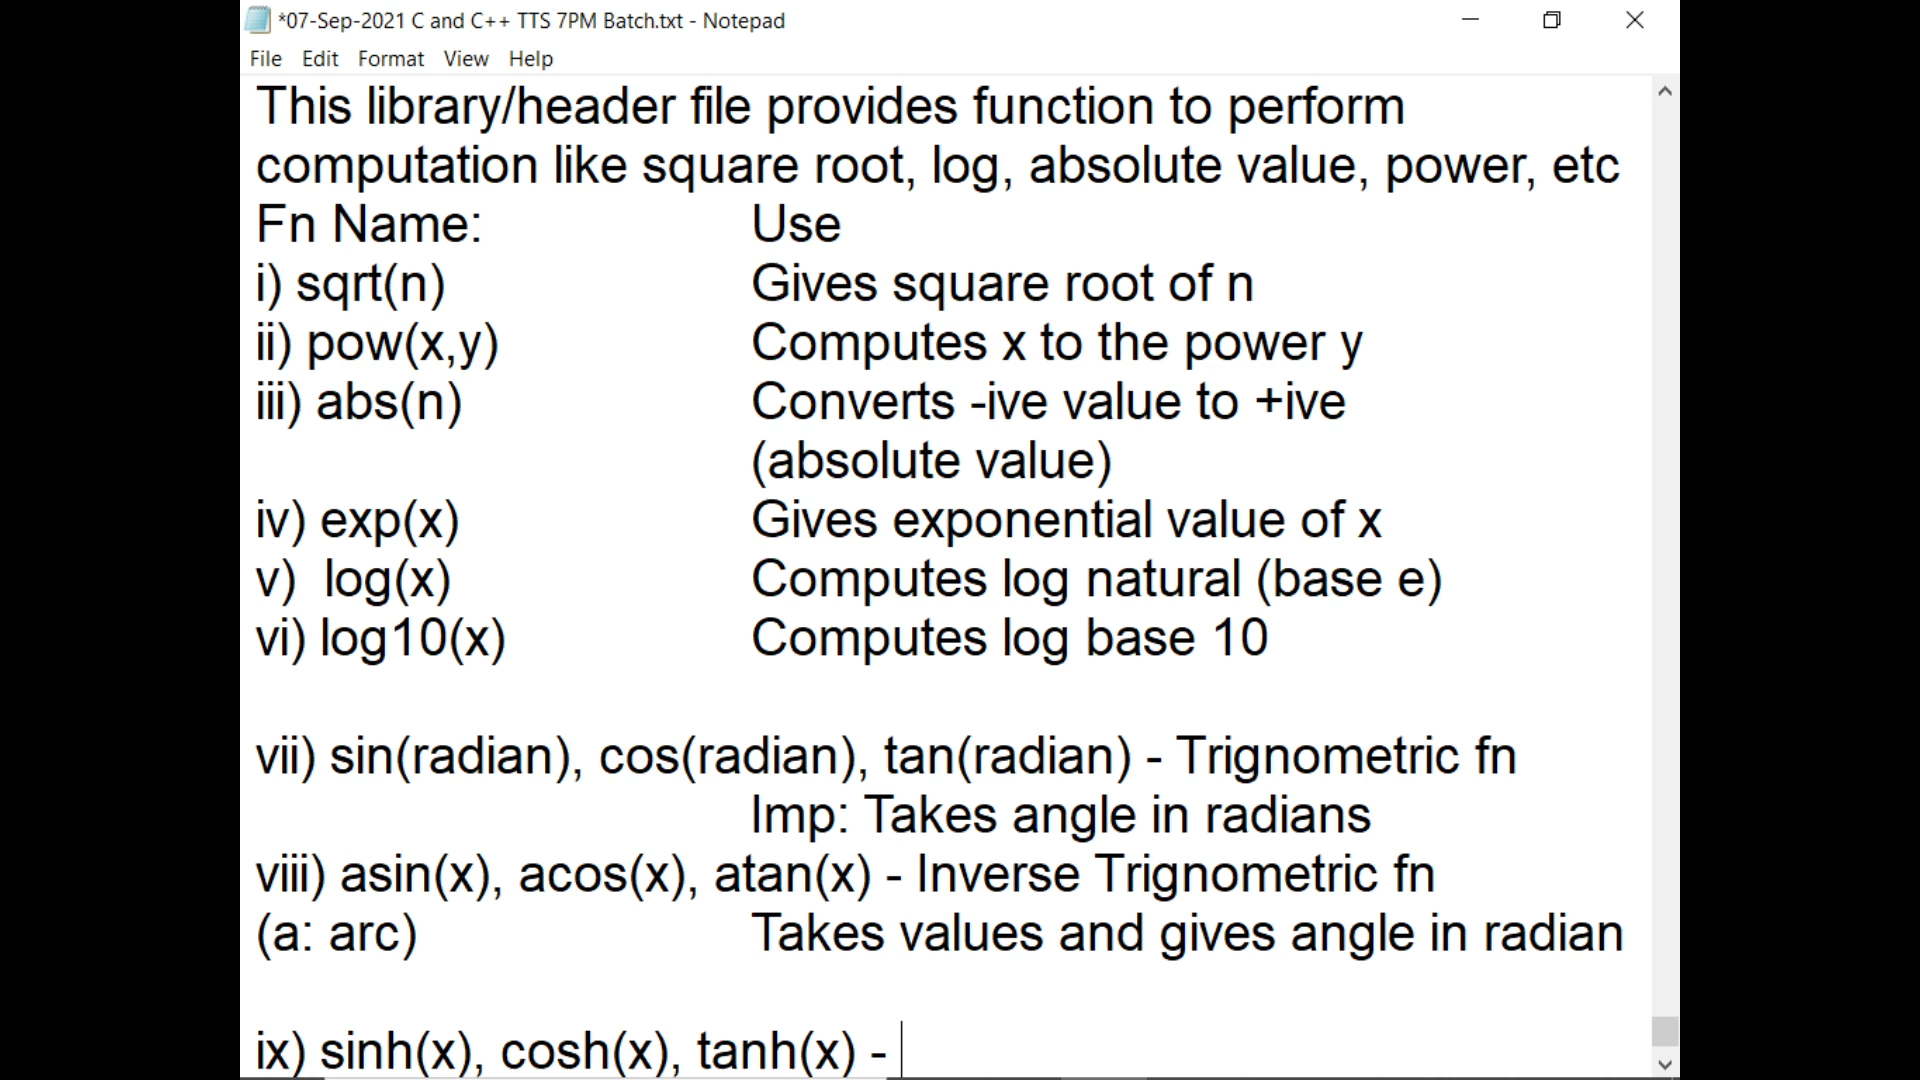 *07-Sep-2021 C and C++ TTS 7PM Batch.txt - Notepad
File Edit Format View Help
This library/header file provides function to perform
computation like square root, log, absolute value, power, etc
Fn Name: Use
i) sqrt(n) Gives square root of n
ii) pow(x,y) Computes x to the power y
iii) abs(n) Converts -ive value to +ive
(absolute value)
iv) exp(x) Gives exponential value of x
v) log(x) Computes log natural (base e)
vi) log10(x) Computes log base 10
vii) sin(radian), cos(radian), tan(radian) - Trignometric fn
Imp: Takes angle in radians
viii) asin(x), acos(x), atan(x) - Inverse Trignometric fn
(a: arc) Takes values and gives angle in radian
ix) sinh(x), cosh(x), tanh(x) -